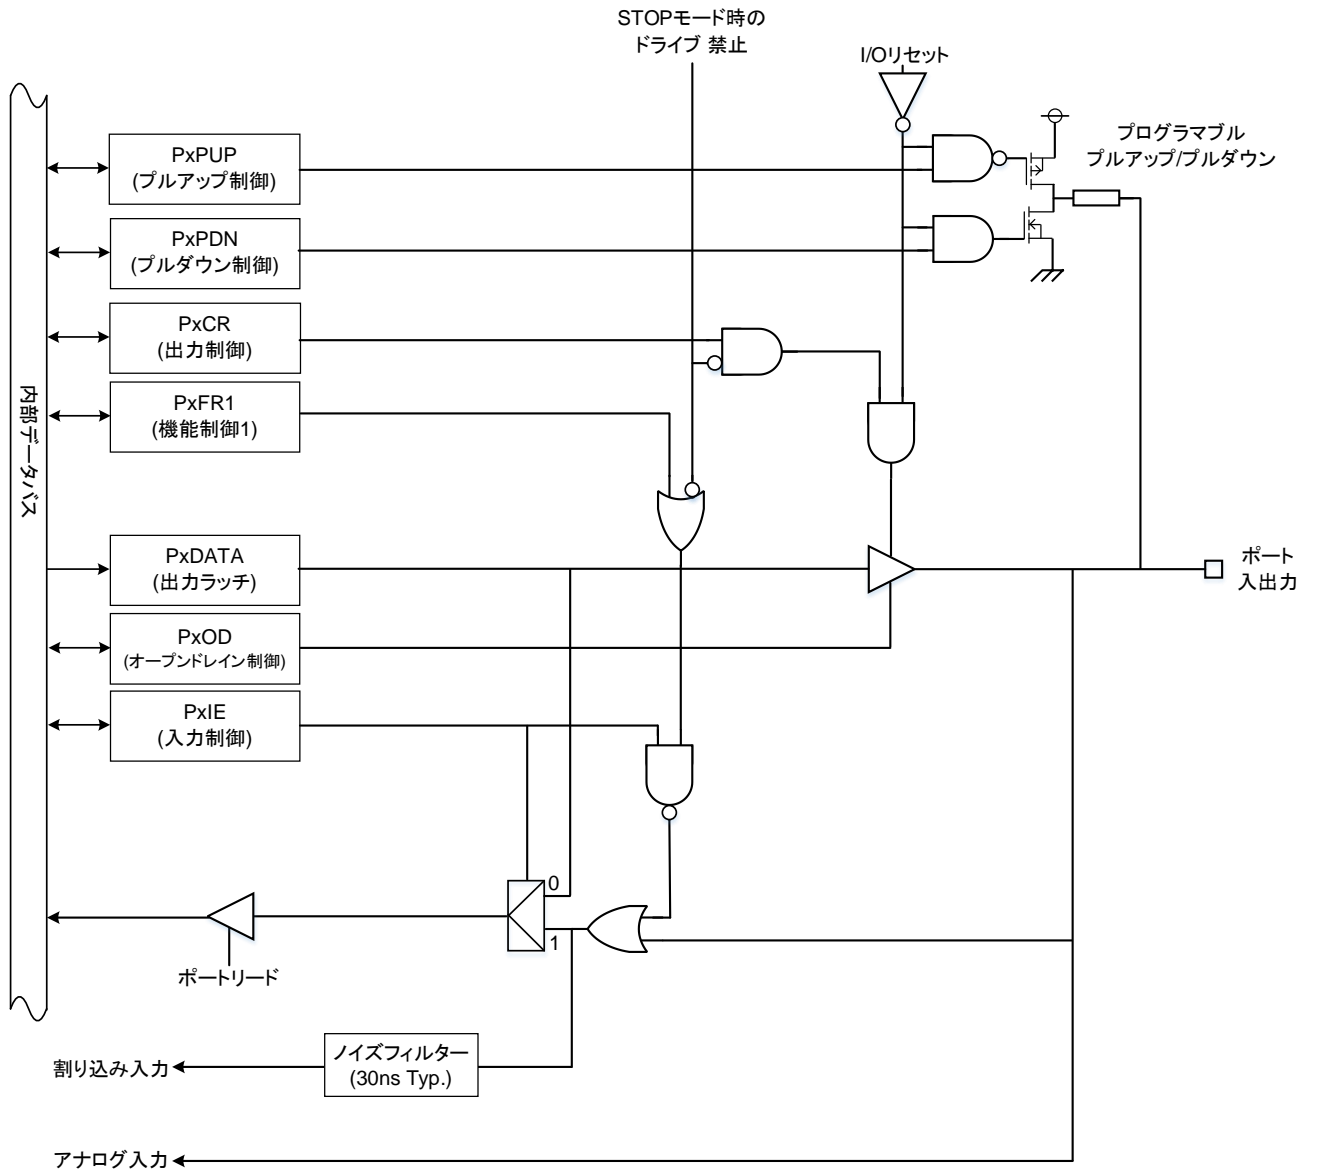 STOPモード時の
ドライブ 禁止
I/Oリセット
プログラマブル
プルアップ/プルダウン
PxPUP
(プルアップ制御)
PxPDN
(プルダウン制御)
PxCR
(出力制御)
PxFR1
(機能制御1)
内部データバス
PxDATA
(出力ラッチ)
ポート
入出力
PxOD
(オープンドレイン制御)
PxIE
(入力制御)
0
1
ポートリード
ノイズフィルター
(30ns Typ.)
割り込み入力
アナログ入力